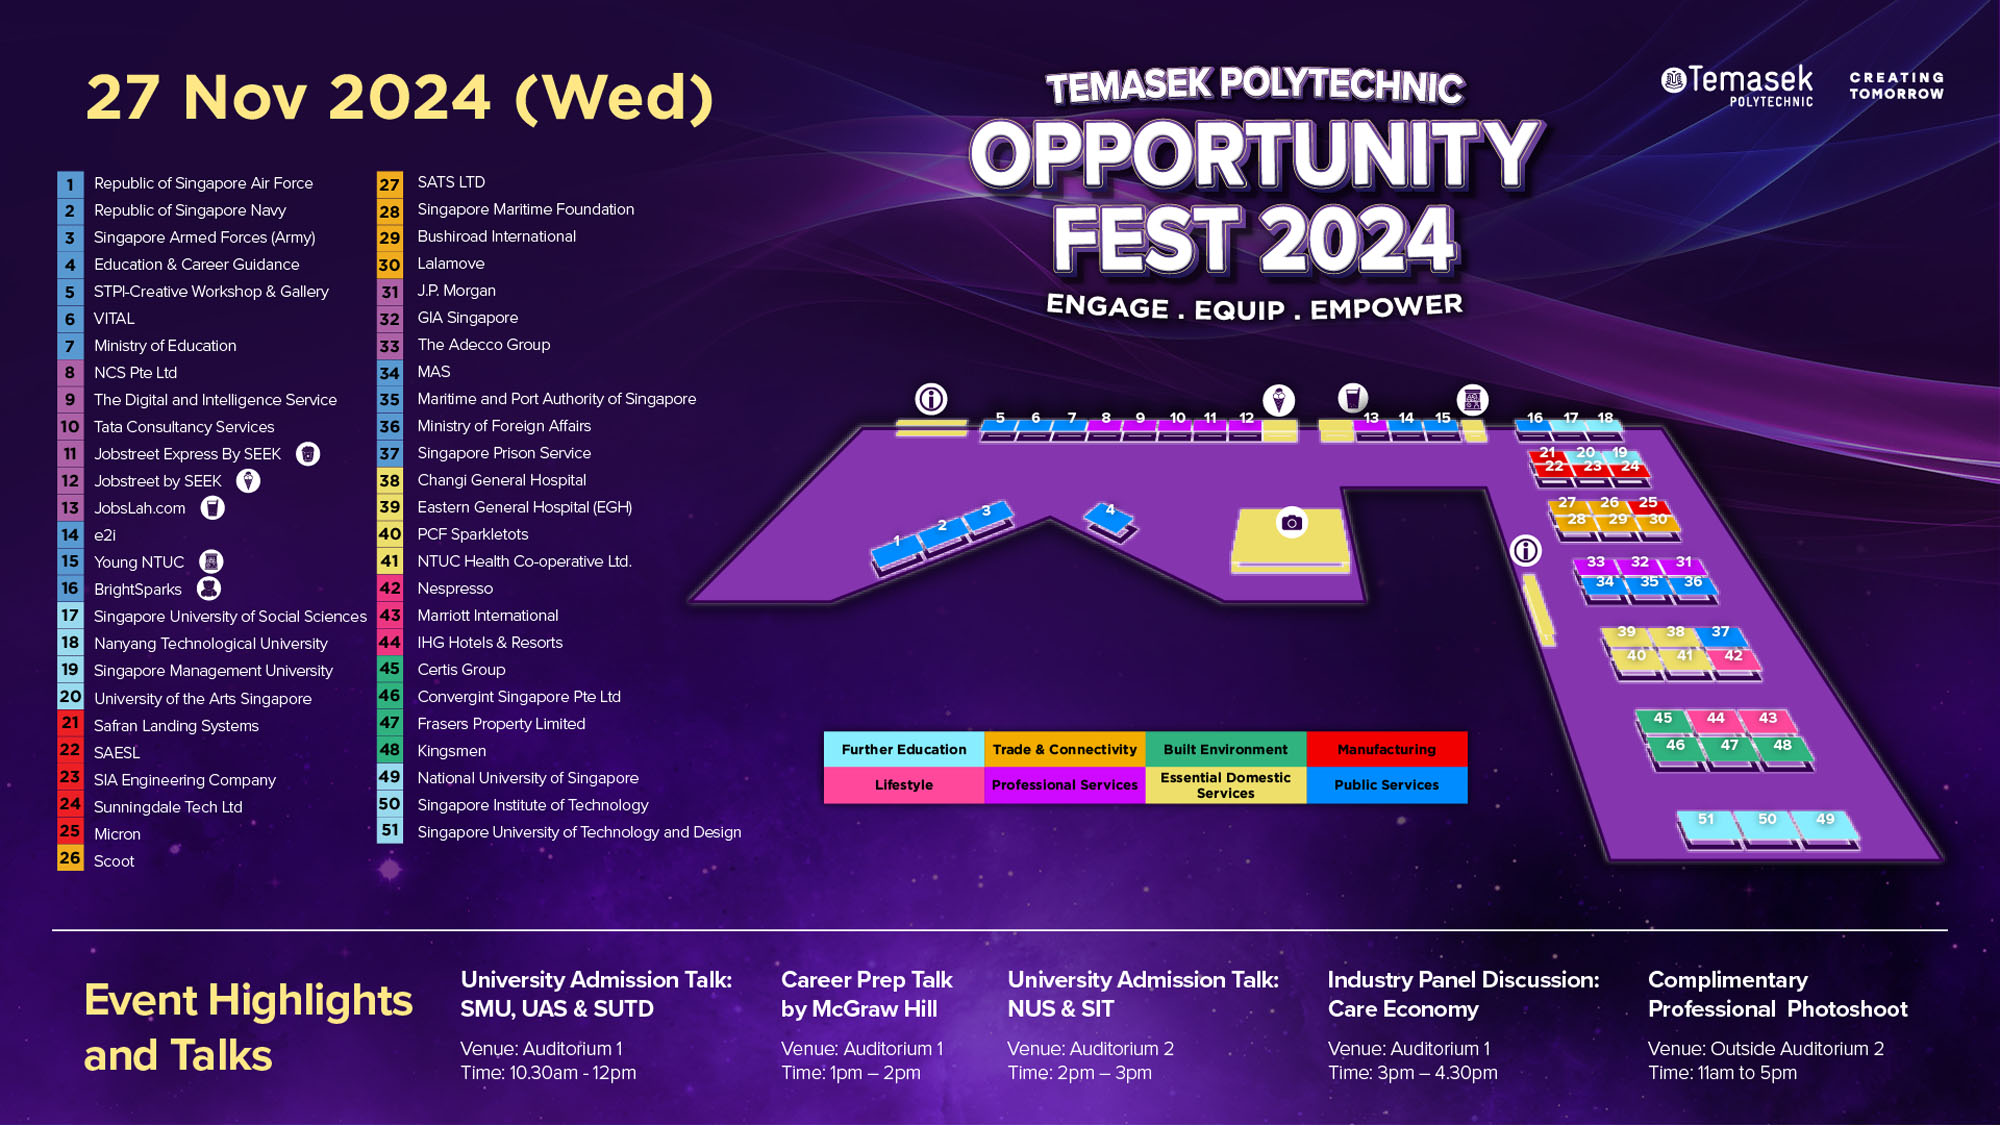 27 Nov 2024 (Wed)
TEMASEK POLYTECHNIC
OPPORTUNITY
FEST 2024
ENGAGE . EQUIP . EMPOWER
Temasek
POLYTECHNIC
CREATING
TOMORROW
1 Republic of Singapore Air Force
2 Republic of Singapore Navy
3 Singapore Armed Forces (Army)
4 Education & Career Guidance
5 STPI-Creative Workshop & Gallery
6 VITAL
7 Ministry of Education
8 NCS Pte Ltd
9 The Digital and Intelligence Service
10 Tata Consultancy Services
11 Jobstreet Express By SEEK
12 Jobstreet by SEEK
13 JobsLah.com
14 e2i
15 Young NTUC
16 BrightSparks
17 Singapore University of Social Sciences
18 Nanyang Technological University
19 Singapore Management University
20 University of the Arts Singapore
21 Safran Landing Systems
22 SAESL
23 SIA Engineering Company
24 Sunningdale Tech Ltd
25 Micron
26 Scoot
27 SATS LTD
28 Singapore Maritime Foundation
29 Bushiroad International
30 Lalamove
31 J.P. Morgan
32 GIA Singapore
33 The Adecco Group
34 MAS
35 Maritime and Port Authority of Singapore
36 Ministry of Foreign Affairs
37 Singapore Prison Service
38 Changi General Hospital
39 Eastern General Hospital (EGH)
40 PCF Sparkletots
41 NTUC Health Co-operative Ltd.
42 Nespresso
43 Marriott International
44 IHG Hotels & Resorts
45 Certis Group
46 Convergint Singapore Pte Ltd
47 Frasers Property Limited
48 Kingsmen
49 National University of Singapore
50 Singapore Institute of Technology
51 Singapore University of Technology and Design
5 6 7 8 9 10 11 12 13 14 15 16 17 18
21 20 19
22 23 24
27 26 25
28 29 30
1 2 3 4
33 32 31
34 35 36
39 38 37
40 41 42
45 44 43
46 47 48
51 50 49
Further Education Trade & Connectivity Built Environment Manufacturing
Lifestyle Professional Services Essential Domestic Services Public Services
Event Highlights
and Talks
University Admission Talk:
SMU, UAS & SUTD
Venue: Auditorium 1
Time: 10.30am - 12pm
Career Prep Talk
by McGraw Hill
Venue: Auditorium 1
Time: 1pm – 2pm
University Admission Talk:
NUS & SIT
Venue: Auditorium 2
Time: 2pm – 3pm
Industry Panel Discussion:
Care Economy
Venue: Auditorium 1
Time: 3pm – 4.30pm
Complimentary
Professional Photoshoot
Venue: Outside Auditorium 2
Time: 11am to 5pm